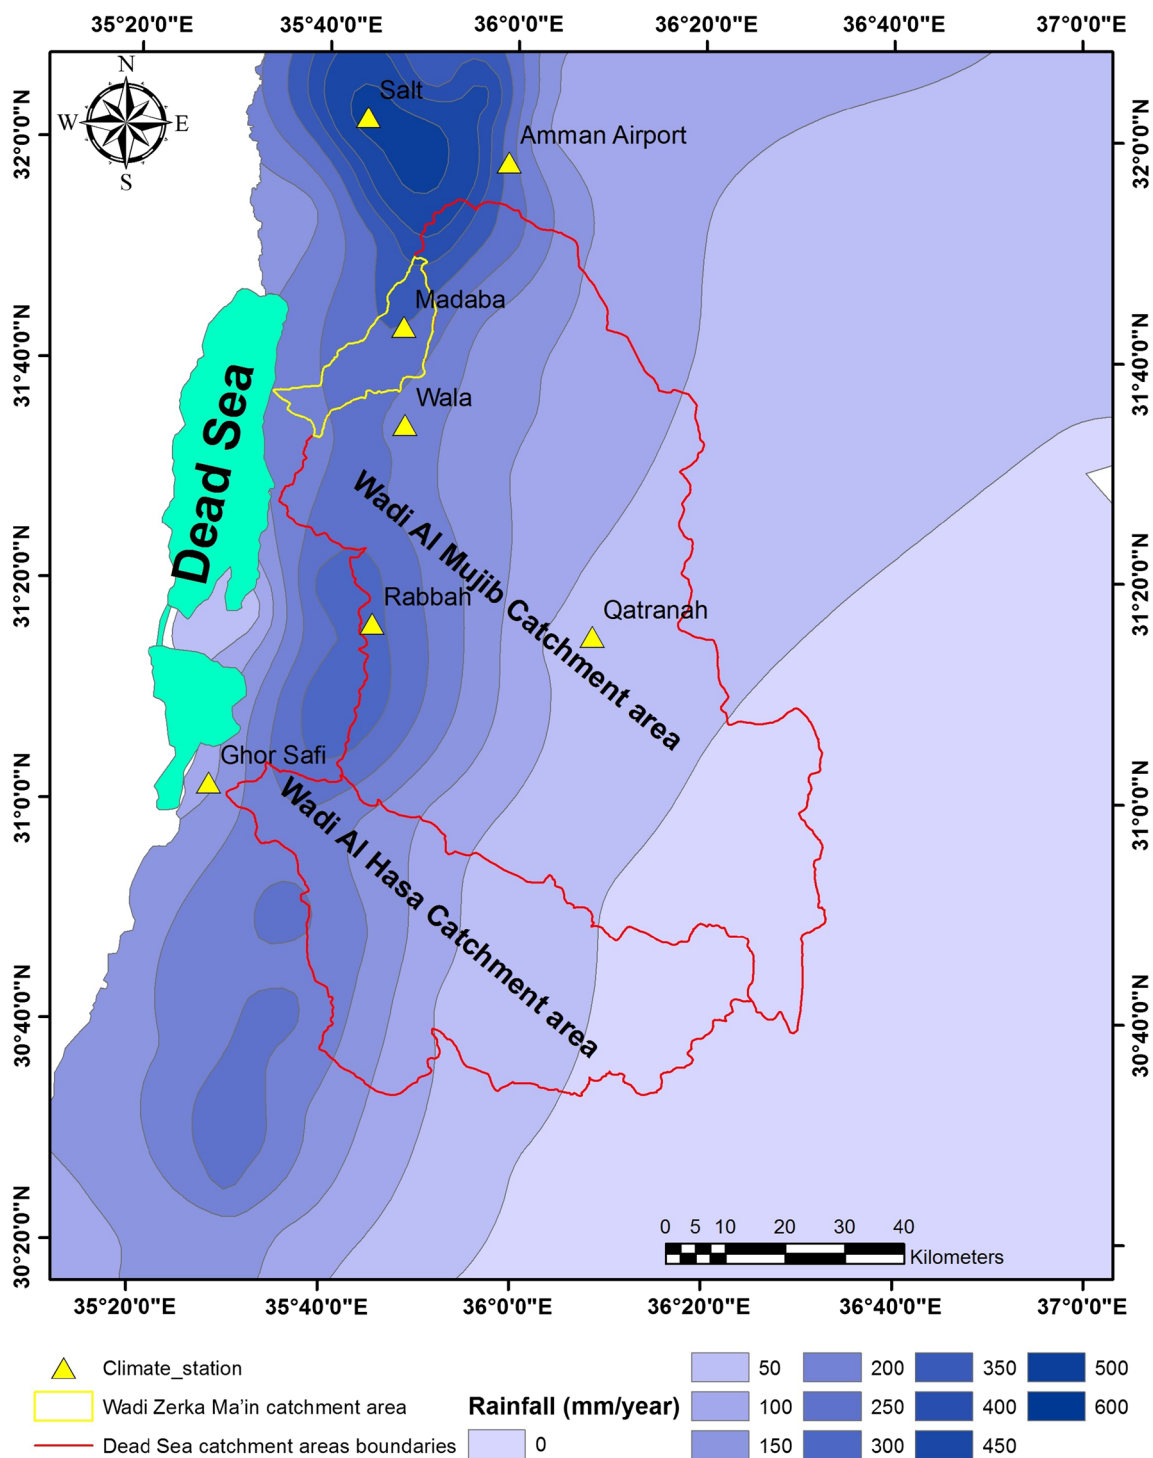 35°20'0"E 35°40'0"E 36°0'0"E 36°20'0"E 36°40'0"E 37°0'0"E
N
W E
S
Salt
Amman Airport
32°0'0"N 32°0'0"N
Madaba
31°40'0"N 31°40'0"N
Wala
Dead Sea
Wadi Al Mujib Catchment area
31°20'0"N 31°20'0"N
Rabbah
Qatranah
Ghor Safi
31°0'0"N 31°0'0"N
Wadi Al Hasa Catchment area
30°40'0"N 30°40'0"N
30°20'0"N
0 5 10 20 30 40
Kilometers
35°20'0"E 35°40'0"E 36°0'0"E 36°20'0"E 36°40'0"E 37°0'0"E
Climate_station
Wadi Zerka Ma'in catchment area
Dead Sea catchment areas boundaries
Rainfall (mm/year)
0
50
100
150
200
250
300
350
400
450
500
600